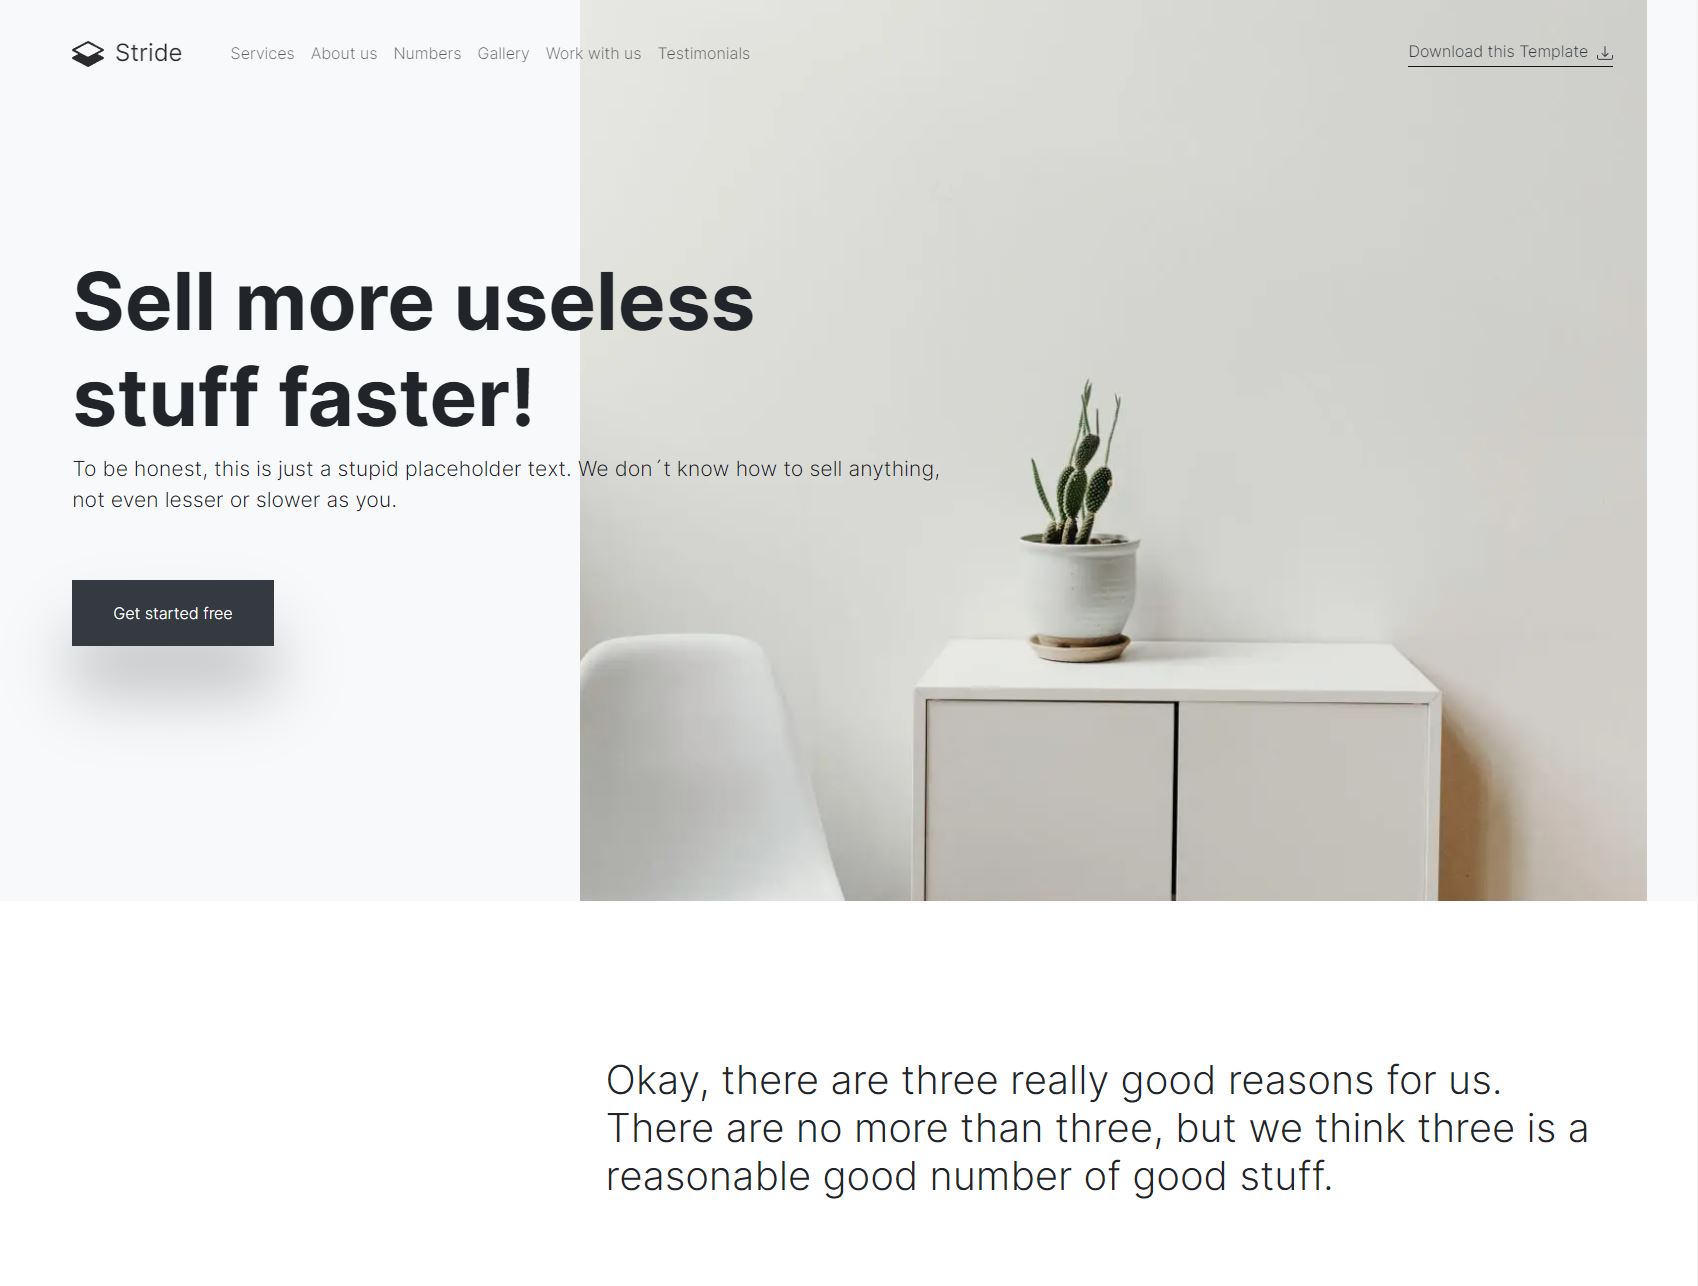 Stride
Services About us Numbers Gallery Work with us Testimonials
Download this Template
Sell more useless
stuff faster!
To be honest, this is just a stupid placeholder text. We don´t know how to sell anything,
not even lesser or slower as you.
Get started free
Okay, there are three really good reasons for us.
There are no more than three, but we think three is a
reasonable good number of good stuff.